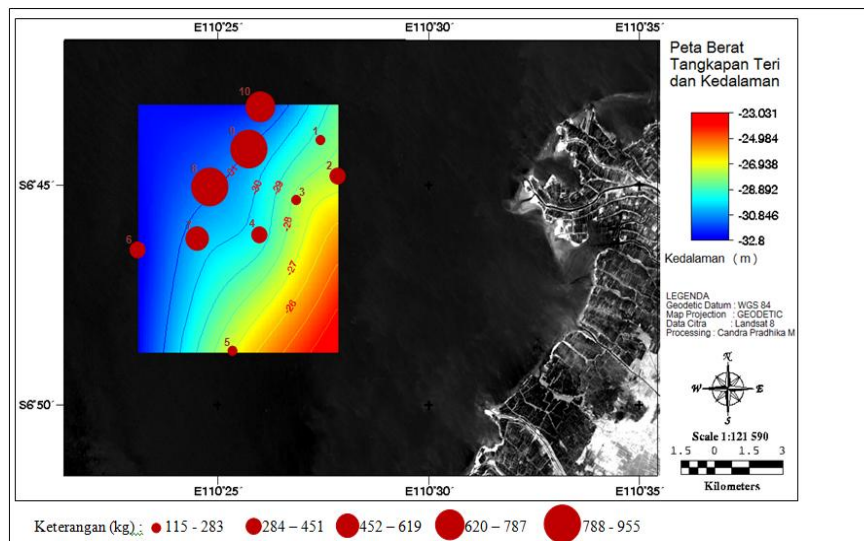 E110°25′ E110°30′ E110°35′
Peta Berat
Tangkapan Teri
dan Kedalaman
10
9
1
8
2
3
7
4
6
5
-31
-30
-29
-28
-27
-26
S6°45′
S6°50′
-23.031
-24.984
-26.938
-28.892
-30.846
-32.8
Kedalaman ( m )
LEGENDA
Geodetic Datum : WGS 84
Map Projection : GEODETIC
Data Citra : Landsat 8
Processing : Candra Pradhika M
N
W E
S
Scale 1:121 590
1.5 0 1.5 3
Kilometers
E110°25′ E110°30′ E110°35′
Keterangan (kg) : 115 - 283 284 – 451 452 – 619 620 – 787 788 - 955